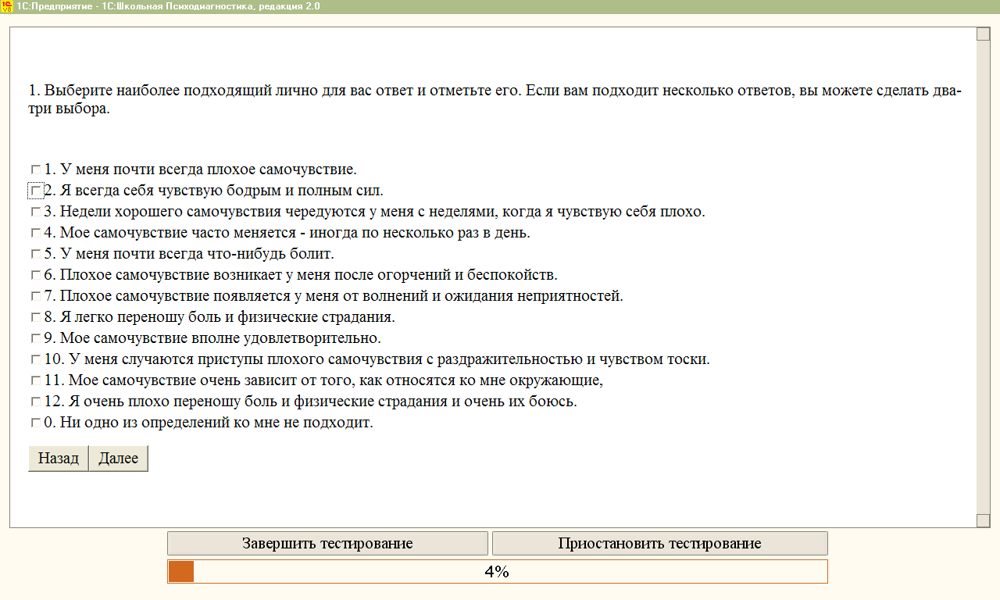 1С:Предприятие - 1С:Школьная Психодиагностика, редакция 2.0
1. Выберите наиболее подходящий лично для вас ответ и отметьте его. Если вам подходит несколько ответов, вы можете сделать два-
три выбора.
1. У меня почти всегда плохое самочувствие.
2. Я всегда себя чувствую бодрым и полным сил.
3. Недели хорошего самочувствия чередуются у меня с неделями, когда я чувствую себя плохо.
4. Мое самочувствие часто меняется - иногда по несколько раз в день.
5. У меня почти всегда что-нибудь болит.
6. Плохое самочувствие возникает у меня после огорчений и беспокойств.
7. Плохое самочувствие появляется у меня от волнений и ожидания неприятностей.
8. Я легко переношу боль и физические страдания.
9. Мое самочувствие вполне удовлетворительно.
10. У меня случаются приступы плохого самочувствия с раздражительностью и чувством тоски.
11. Мое самочувствие очень зависит от того, как относятся ко мне окружающие,
12. Я очень плохо переношу боль и физические страдания и очень их боюсь.
0. Ни одно из определений ко мне не подходит.
Назад Далее
Завершить тестирование Приостановить тестирование
4%